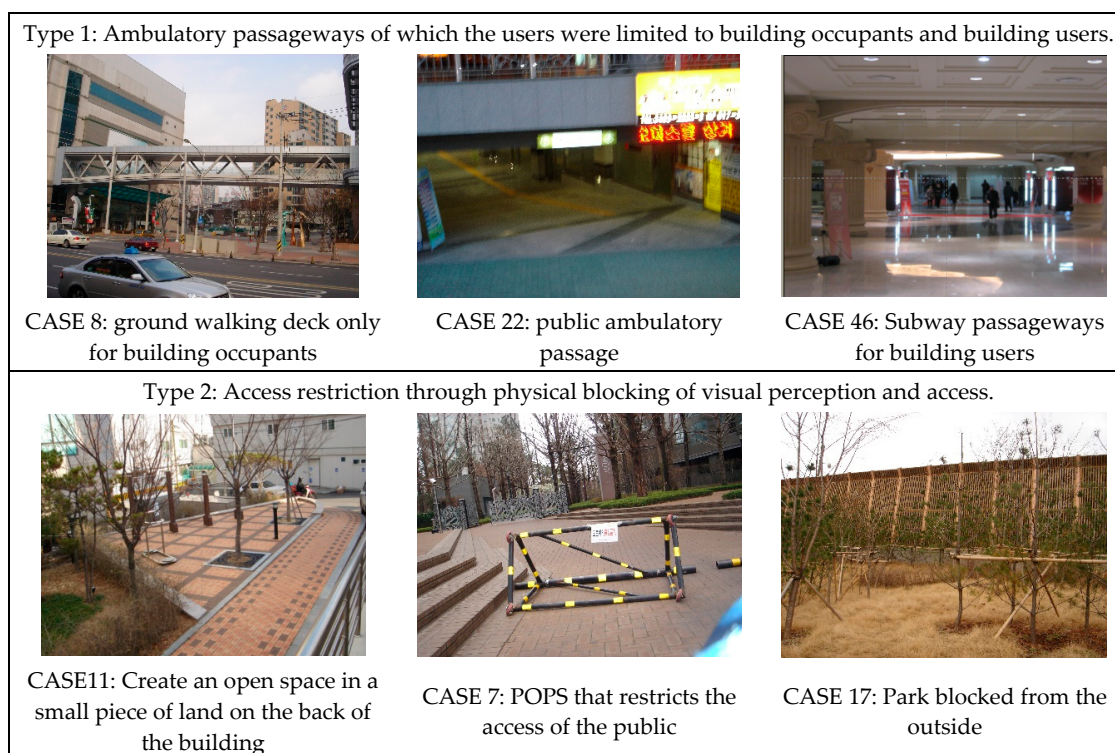 Type 1: Ambulatory passageways of which the users were limited to building occupants and building users.
CASE 8: ground walking deck only
for building occupants
CASE 22: public ambulatory
passage
CASE 46: Subway passageways
for building users
Type 2: Access restriction through physical blocking of visual perception and access.
CASE11: Create an open space in a
small piece of land on the back of
the building
CASE 7: POPS that restricts the
access of the public
CASE 17: Park blocked from the
outside